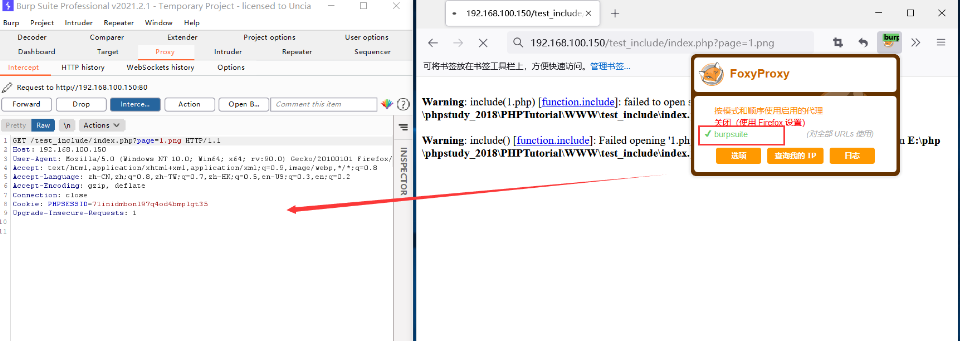 Burp Suite Professional v2021.2.1 - Temporary Project - licensed to Uncia
Burp Project Intruder Repeater Window Help
Decoder Comparer Extender Project options User options
Dashboard Target Proxy Intruder Repeater Sequencer
Intercept HTTP history WebSockets history Options
Request to http://192.168.100.150:80
Forward Drop Interce... Action Open B... Comment this item
Pretty Raw \n Actions
INSPECTOR
1 GET /test_include/index.php?page=1.png HTTP/1.1
2 Host: 192.168.100.150
3 User-Agent: Mozilla/5.0 (Windows NT 10.0; Win64; x64; rv:90.0) Gecko/20100101 Firefox/
4 Accept: text/html,application/xhtml+xml,application/xml;q=0.9,image/webp,*/*;q=0.8
5 Accept-Language: zh-CN,zh;q=0.8,zh-TW;q=0.7,zh-HK;q=0.5,en-US;q=0.3,en;q=0.2
6 Accept-Encoding: gzip, deflate
7 Connection: close
8 Cookie:
9 Upgrade-Insecure-Requests: 1
10
11
192.168.100.150/test_include/in
192.168.100.150/test_include/index.php?page=1.png
burp
可将书签放在书签工具栏上，方便快速访问。管理书签...
Warning: include(1.php) [function.include]: failed to open s
\phpstudy_2018\PHPTutorial\WWW\test_include\index.
Warning: include() [function.include]: Failed opening '1.p
n E:\php
\phpstudy_2018\PHPTutorial\WWW\test_include\index.
FoxyProxy
按模式和顺序使用启用的代理
关闭（使用 Firefox 设置）
✓ burpsuite (对全部 URLs 使用)
选项 查询我的 IP 日志